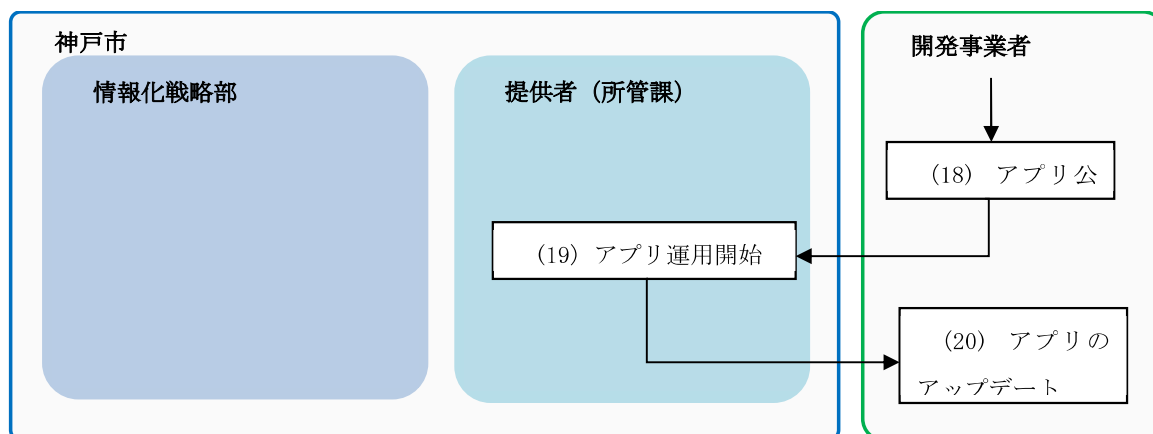 神戸市
情報化戦略部
提供者（所管課）
開発事業者
(18) アプリ公
(19) アプリ運用開始
(20) アプリの
アップデート